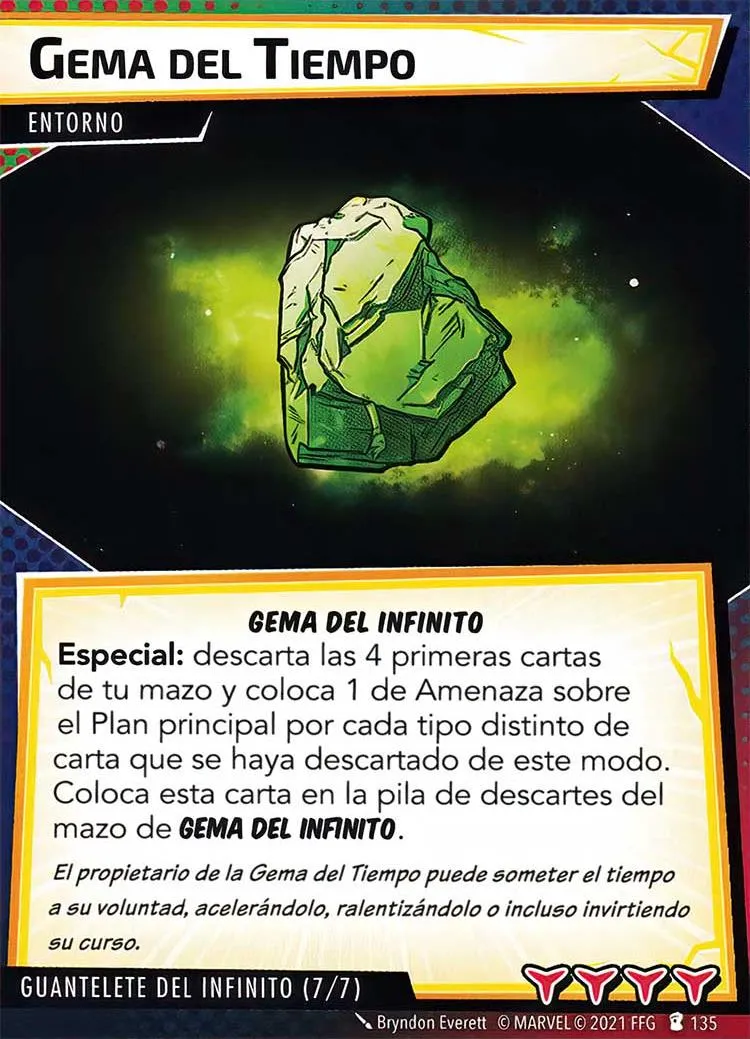 GEMA DEL TIEMPO
ENTORNO
GEMA DEL INFINITO
Especial: descarta las 4 primeras cartas
de tu mazo y coloca 1 de Amenaza sobre
el Plan principal por cada tipo distinto de
carta que se haya descartado de este modo.
Coloca esta carta en la pila de descartes del
mazo de GEMA DEL INFINITO.
El propietario de la Gema del Tiempo puede someter el tiempo
a su voluntad, acelerándolo, ralentizándolo o incluso invirtiendo
su curso.
GUANTELETE DEL INFINITO (7/7)
Bryndon Everett © MARVEL © 2021 FFG 135